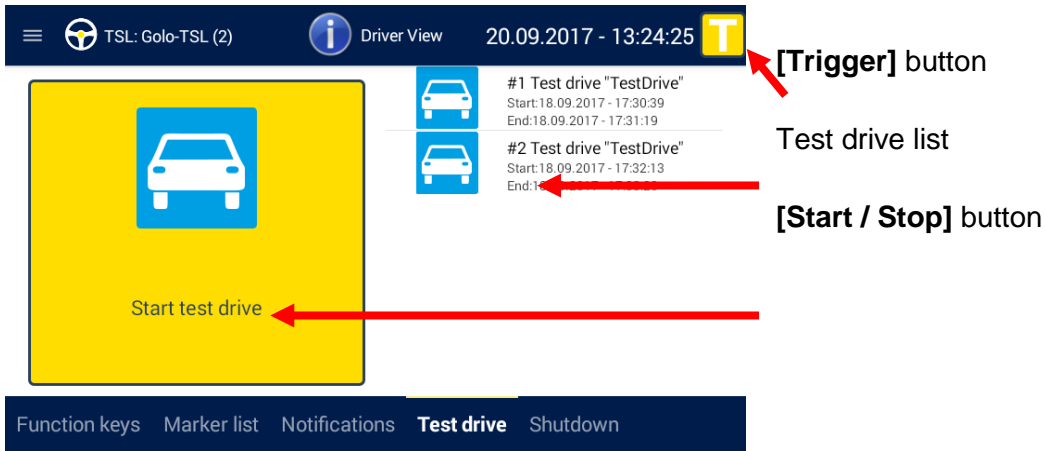 TSL: Golo-TSL (2)
Driver View
20.09.2017 - 13:24:25
T
[Trigger] button
#1 Test drive "TestDrive"
Start:18.09.2017 - 17:30:39
End:18.09.2017 - 17:31:19
Test drive list
#2 Test drive "TestDrive"
Start:18.09.2017 - 17:32:13
[Start / Stop] button
Start test drive
Function keys Marker list Notifications Test drive Shutdown